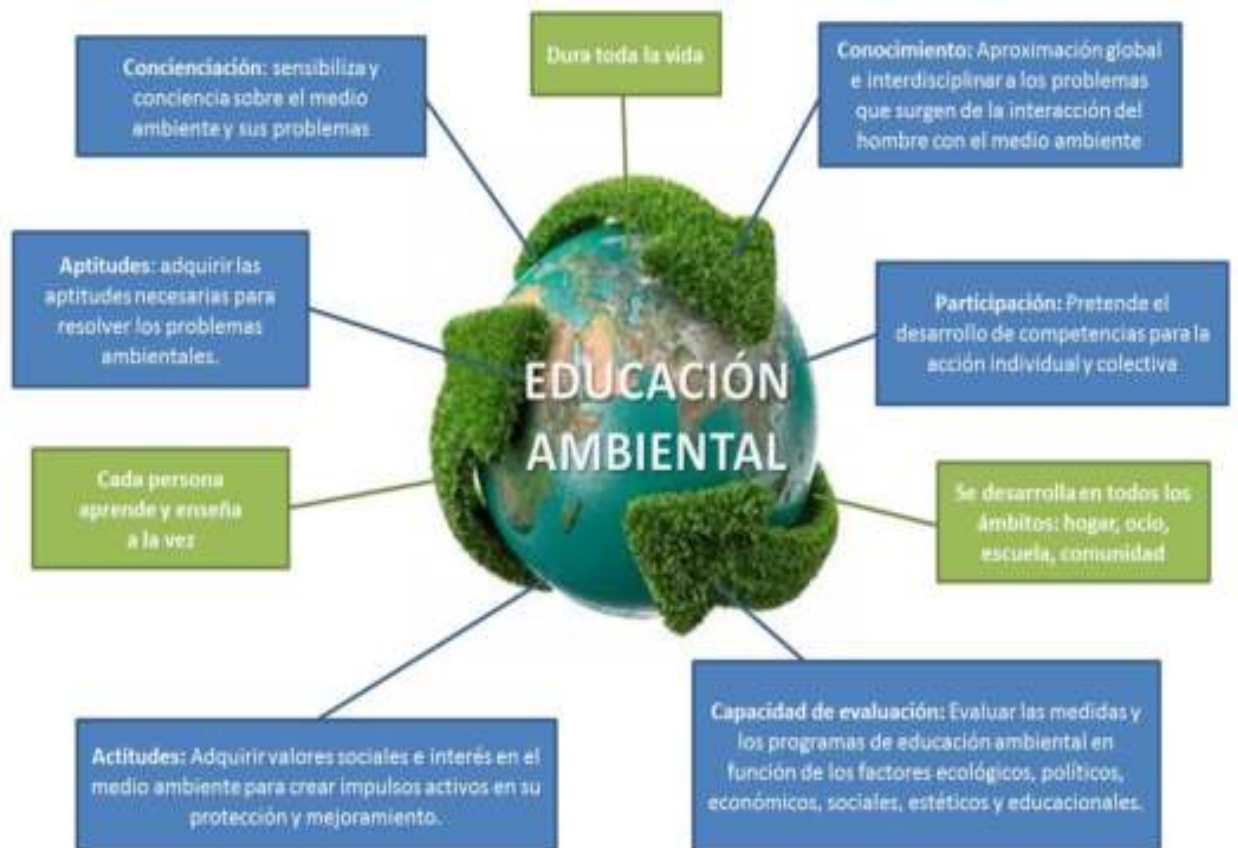 Concienciación: sensibiliza y
conciencia sobre el medio
ambiente y sus problemas
Dura toda la vida
Conocimiento: Aproximación global
e interdisciplinar a los problemas
que surgen de la interacción del
hombre con el medio ambiente
Aptitudes: adquirir las
aptitudes necesarias para
resolver los problemas
ambientales.
Participación: Pretende el
desarrollo de competencias para la
acción individual y colectiva
EDUCACIÓN
AMBIENTAL
Cada persona
aprende y enseña
a la vez
Se desarrolla en todos los
ámbitos: hogar, ocio,
escuela, comunidad
Actitudes: Adquirir valores sociales e interés en el
medio ambiente para crear impulsos activos en su
protección y mejoramiento.
Capacidad de evaluación: Evaluar las medidas y
los programas de educación ambiental en
función de los factores ecológicos, políticos,
económicos, sociales, estéticos y educacionales.